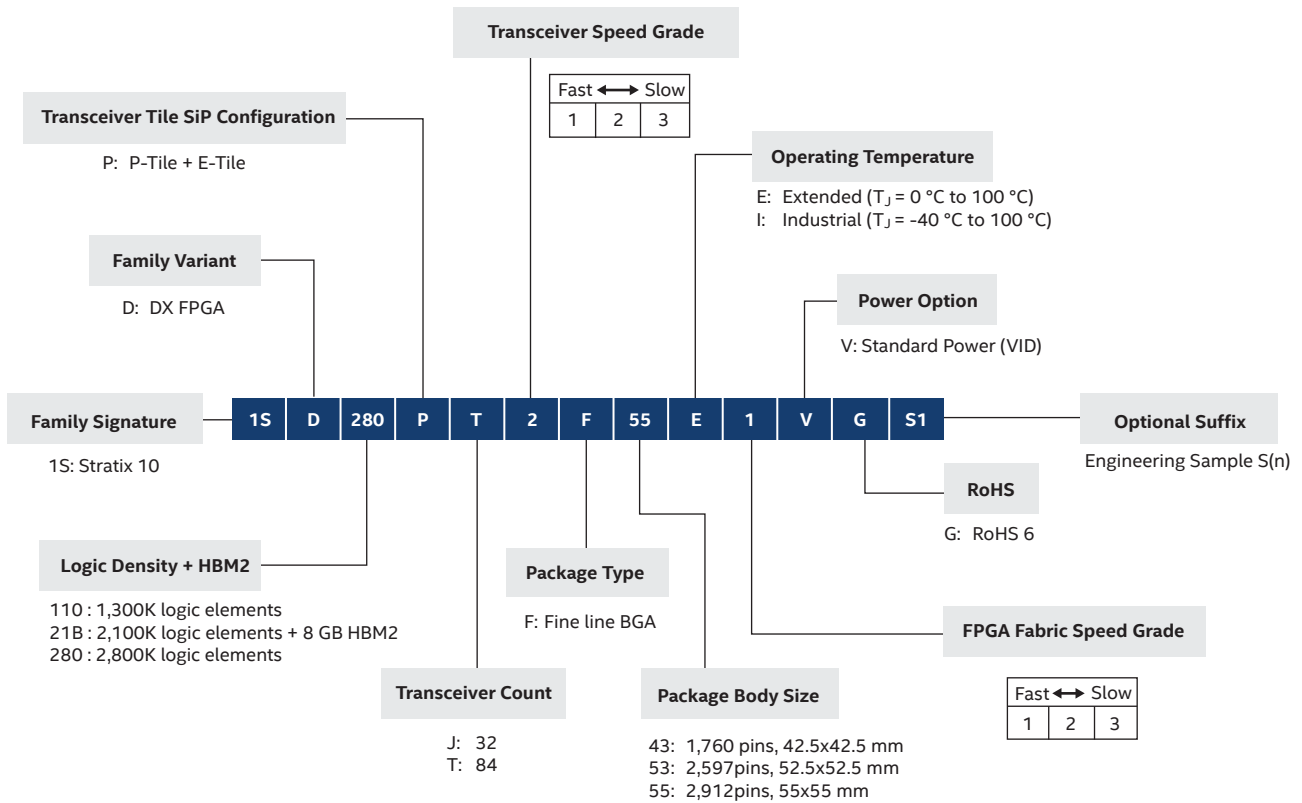 Transceiver Speed Grade
Fast Slow
1 2 3
Transceiver Tile SiP Configuration
P: P-Tile + E-Tile
Operating Temperature
E: Extended (TJ = 0 °C to 100 °C)
I: Industrial (TJ = -40 °C to 100 °C)
Family Variant
D: DX FPGA
Power Option
V: Standard Power (VID)
Family Signature
1S: Stratix 10
1S D 280 P T 2 F 55 E 1 V G S1
Optional Suffix
Engineering Sample S(n)
RoHS
G: RoHS 6
Logic Density + HBM2
110 : 1,300K logic elements
21B : 2,100K logic elements + 8 GB HBM2
280 : 2,800K logic elements
Package Type
F: Fine line BGA
FPGA Fabric Speed Grade
Fast Slow
1 2 3
Transceiver Count
J: 32
T: 84
Package Body Size
43: 1,760 pins, 42.5x42.5 mm
53: 2,597pins, 52.5x52.5 mm
55: 2,912pins, 55x55 mm